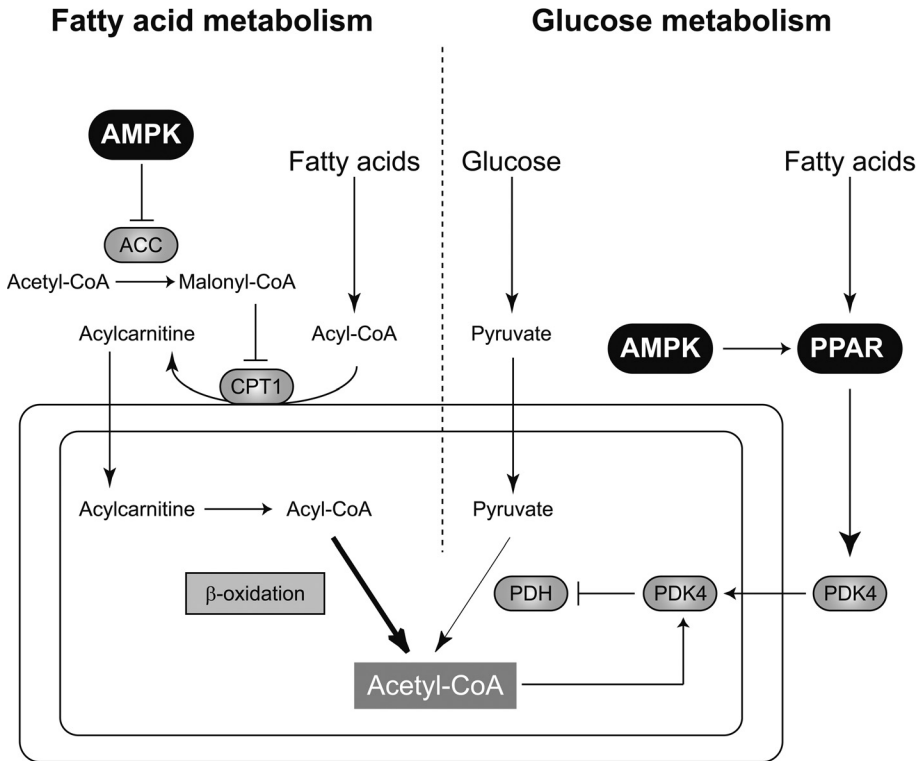 Fatty acid metabolism
Glucose metabolism
AMPK
Fatty acids
Glucose
Fatty acids
ACC
Acetyl-CoA
Malonyl-CoA
Acylcarnitine
Acyl-CoA
Pyruvate
AMPK
PPAR
CPT1
Acylcarnitine
Acyl-CoA
Pyruvate
β-oxidation
PDH
PDK4
PDK4
Acetyl-CoA